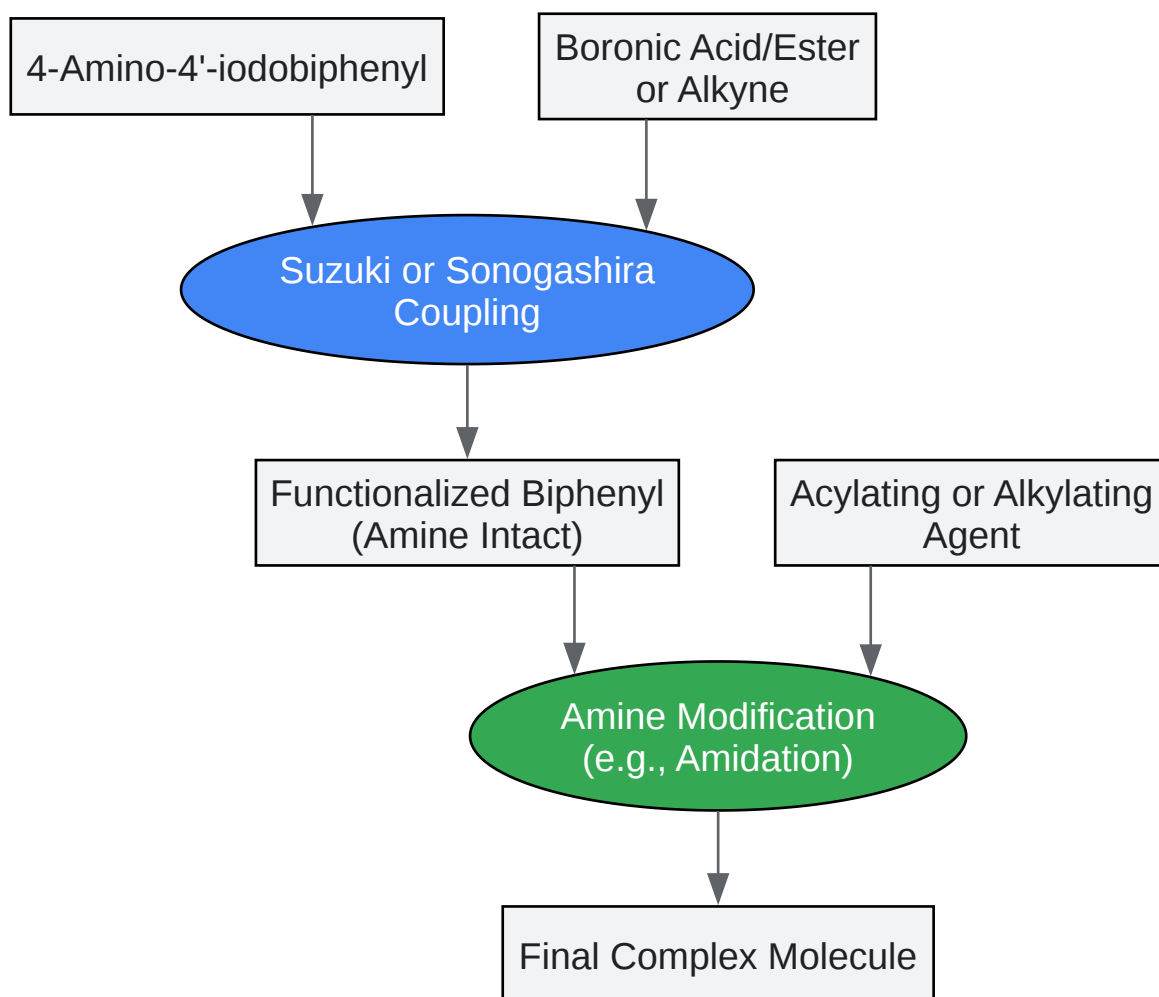 4-Amino-4'-iodobiphenyl
Boronic Acid/Ester
or Alkyne
Suzuki or Sonogashira
Coupling
Functionalized Biphenyl
(Amine Intact)
Acylating or Alkylating
Agent
Amine Modification
(e.g., Amidation)
Final Complex Molecule